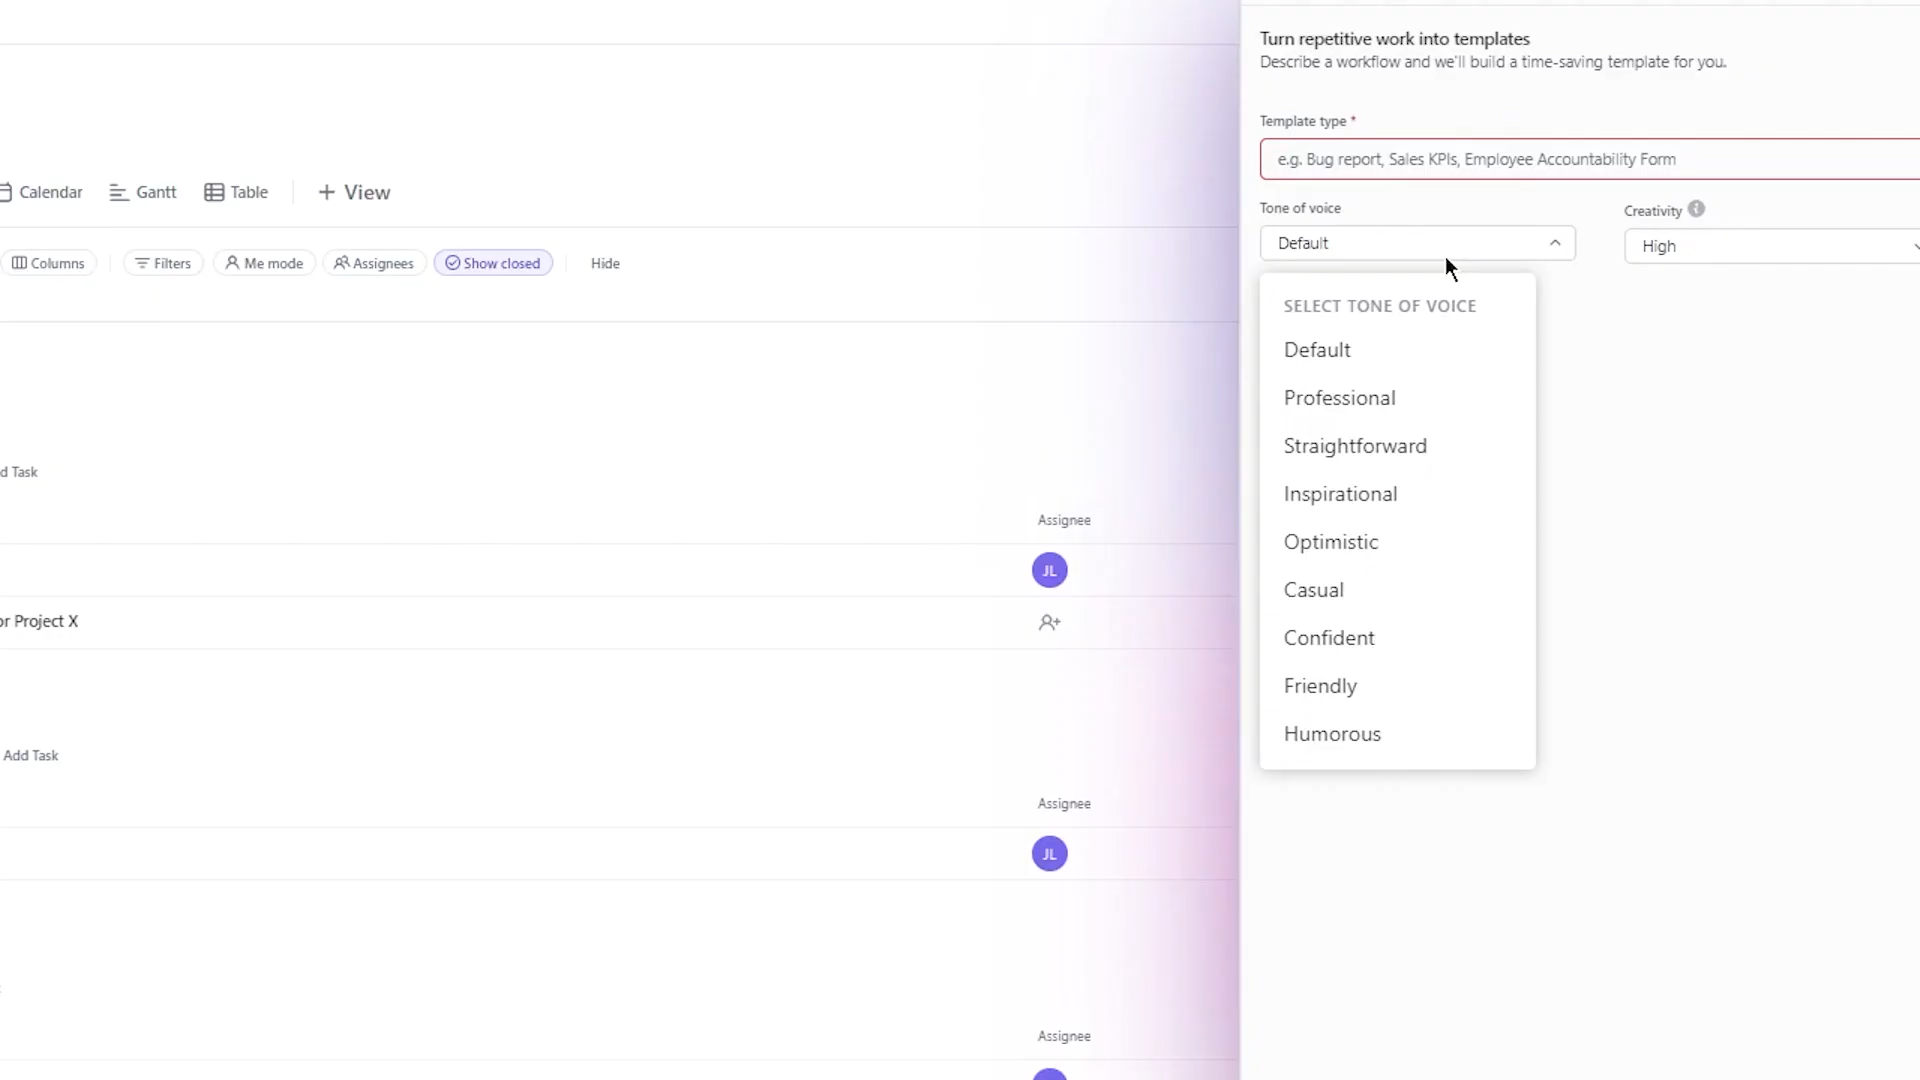 Calendar
Gantt
Table
+ View
Columns
Filters
Me mode
Assignees
Show closed
Hide
d Task
Assignee
JL
or Project X
Add Task
Assignee
JL
Assignee
Turn repetitive work into templates
Describe a workflow and we'll build a time-saving template for you.
Template type *
e.g. Bug report, Sales KPIs, Employee Accountability Form
Tone of voice
Default
Creativity
High
SELECT TONE OF VOICE
Default
Professional
Straightforward
Inspirational
Optimistic
Casual
Confident
Friendly
Humorous